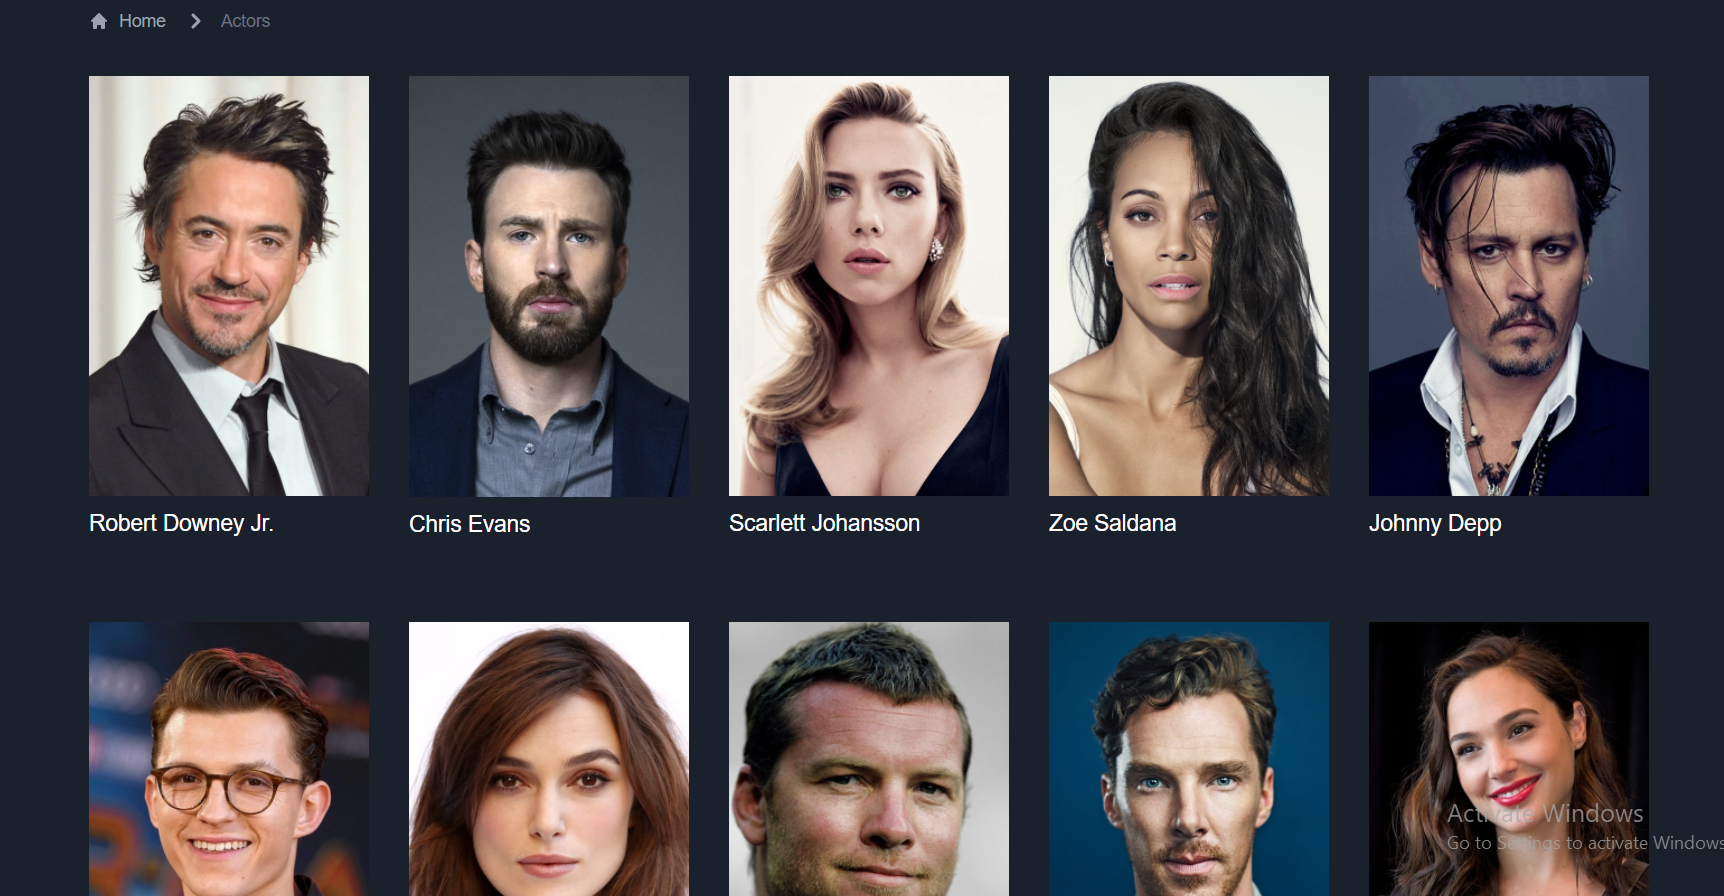 Home
Actors
Robert Downey Jr.
Chris Evans
Scarlett Johansson
Zoe Saldana
Johnny Depp
Activate Windows
Go to Settings to activate Windows